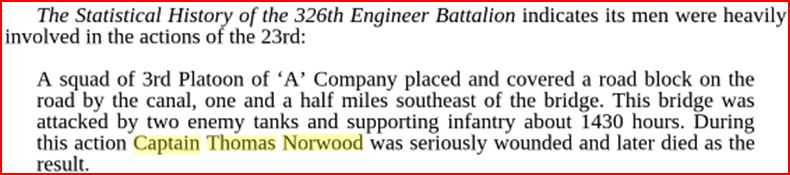 The Statistical History of the 326th Engineer Battalion indicates its men were heavily
involved in the actions of the 23rd:
A squad of 3rd Platoon of ‘A’ Company placed and covered a road block on the
road by the canal, one and a half miles southeast of the bridge. This bridge was
attacked by two enemy tanks and supporting infantry about 1430 hours. During
this action Captain Thomas Norwood was seriously wounded and later died as the
result.